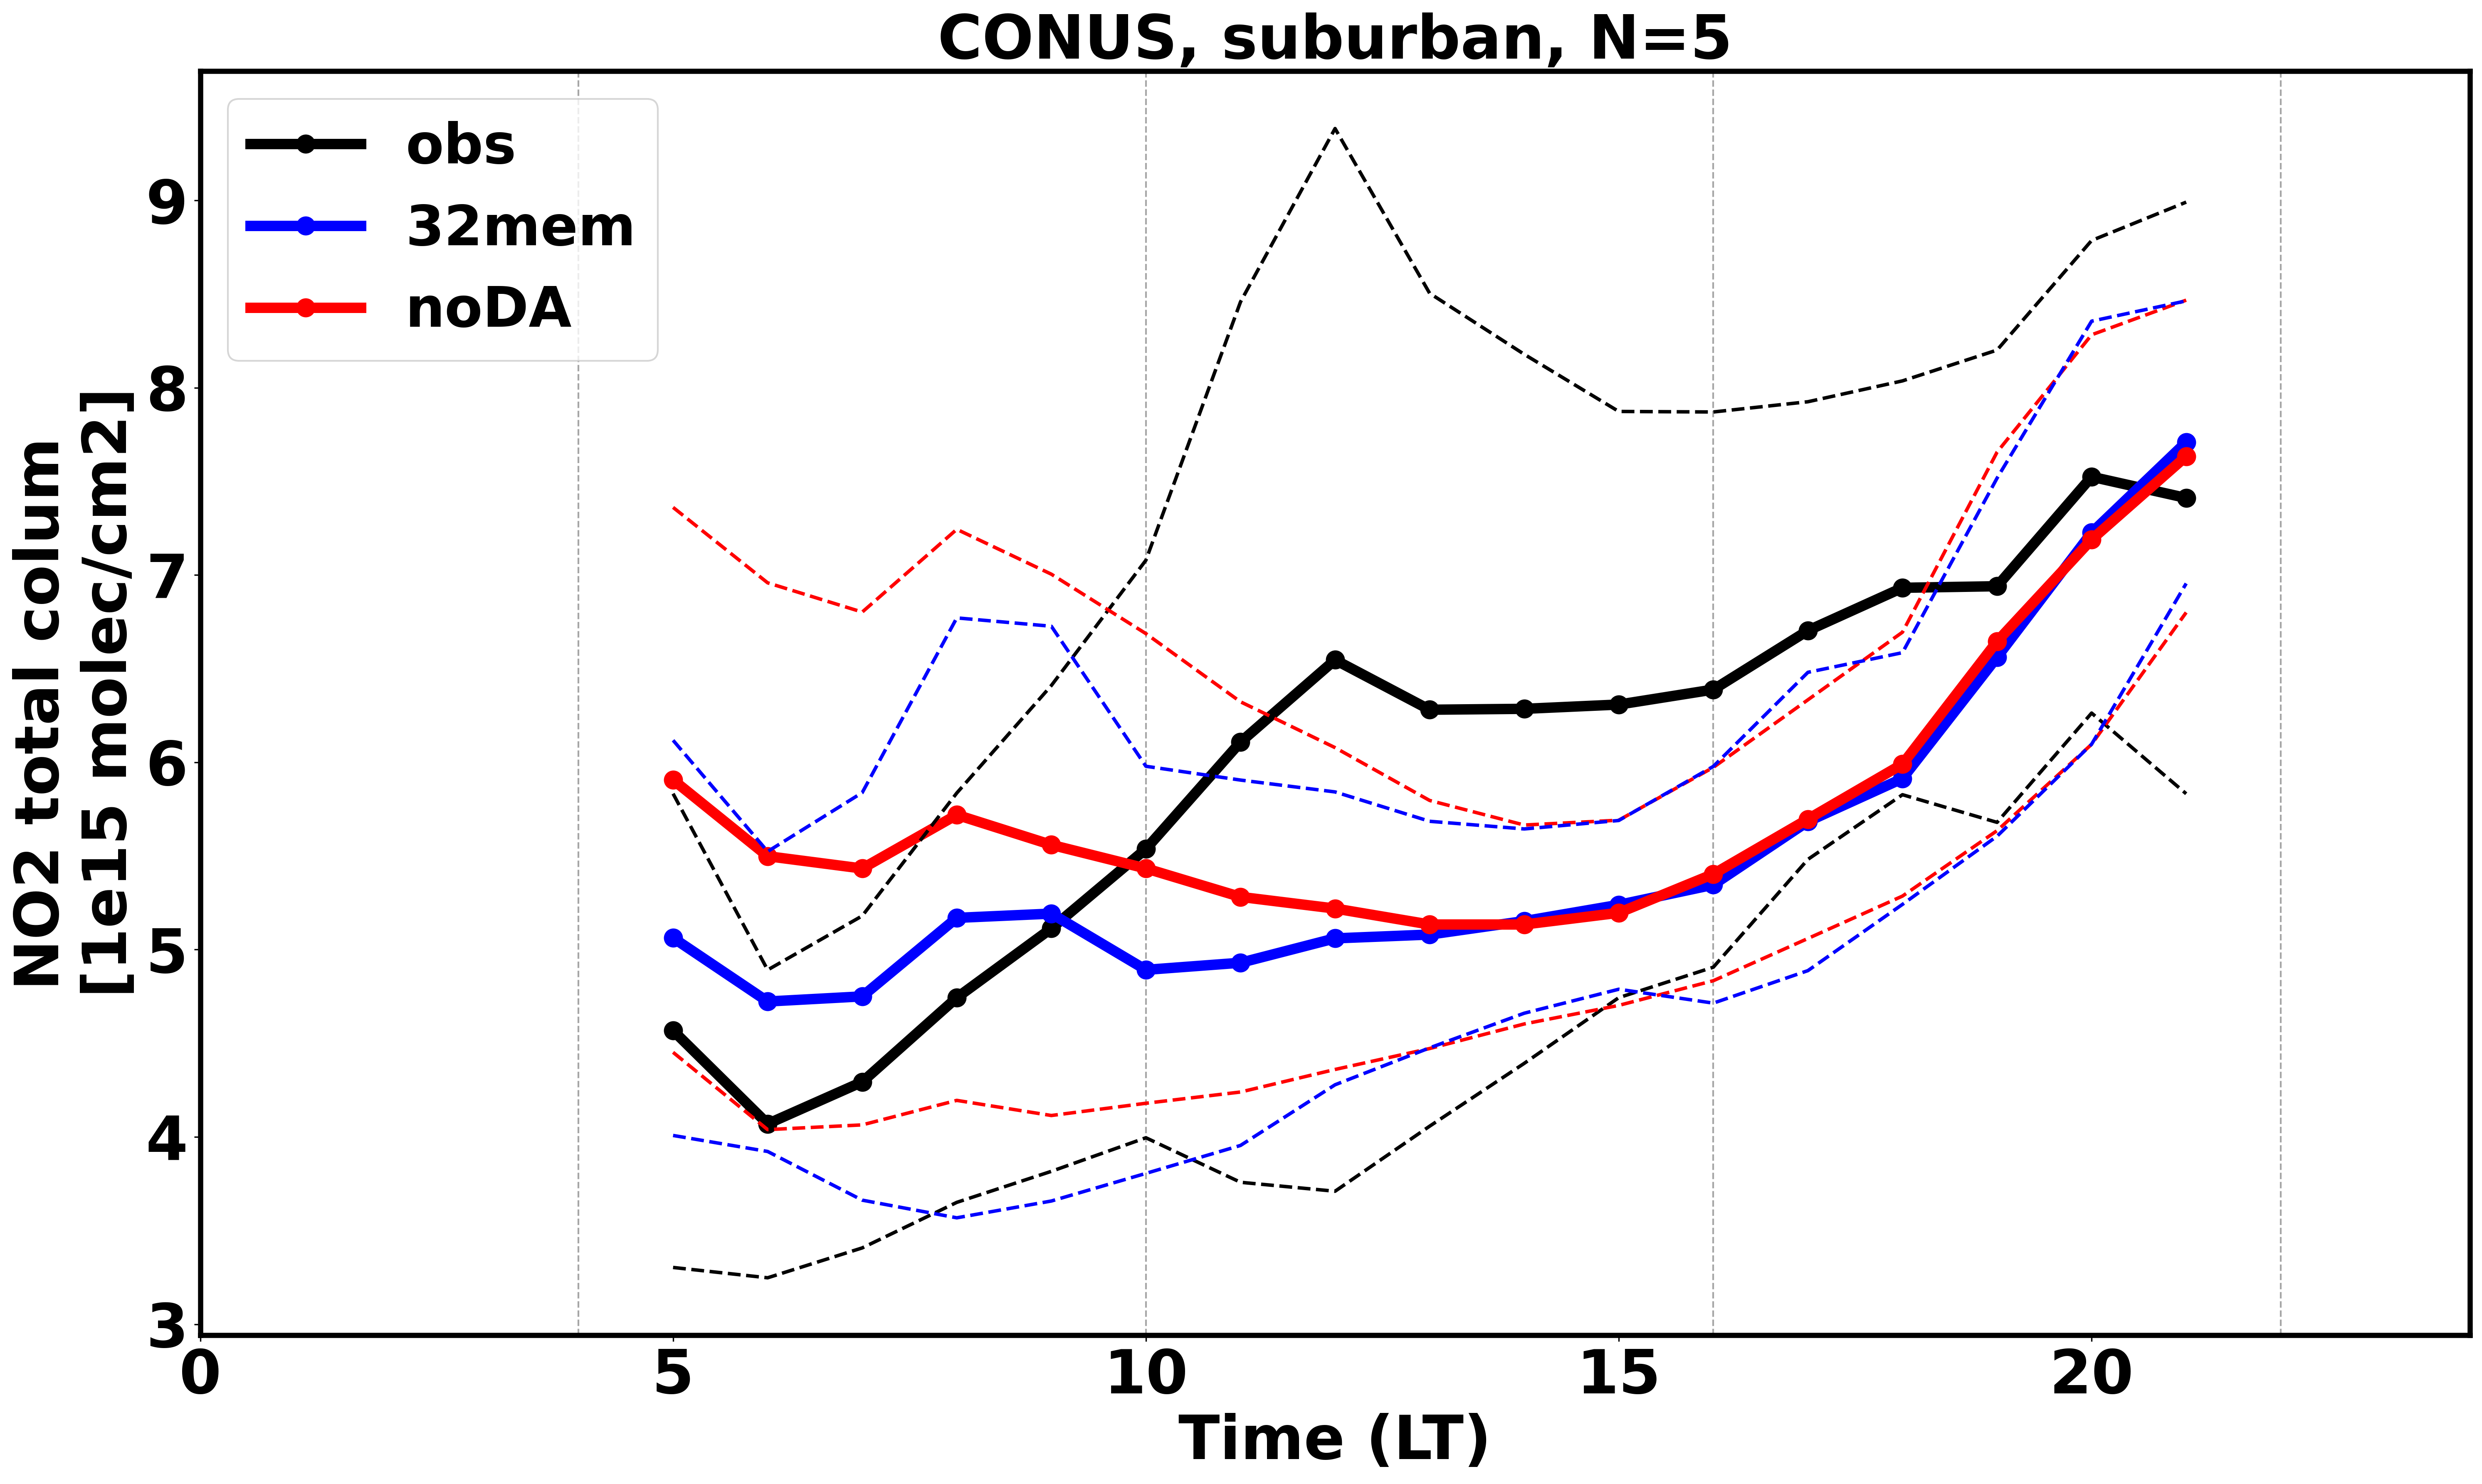 CONUS, suburban, N=5
obs
32mem
noDA
NO2 total column
[1e15 molec/cm2]
9
8
7
6
5
4
3
0 5 10 15 20
Time (LT)